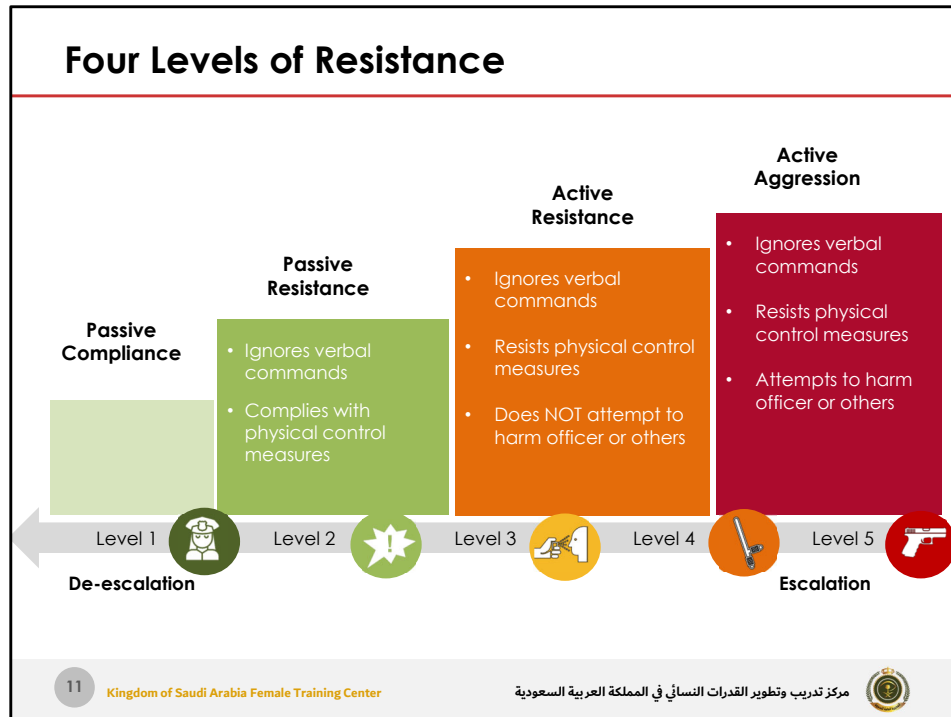 Four Levels of Resistance
Passive
Compliance
Passive
Resistance
• Ignores verbal
commands
• Complies with
physical control
measures
Active
Resistance
• Ignores verbal
commands
• Resists physical control
measures
• Does NOT attempt to
harm officer or others
Active
Aggression
• Ignores verbal
commands
• Resists physical
control measures
• Attempts to harm
officer or others
Level 1
Level 2
Level 3
Level 4
Level 5
De-escalation
Escalation
11
Kingdom of Saudi Arabia Female Training Center
مركز تدريب وتطوير القدرات النسائي في المملكة العربية السعودية